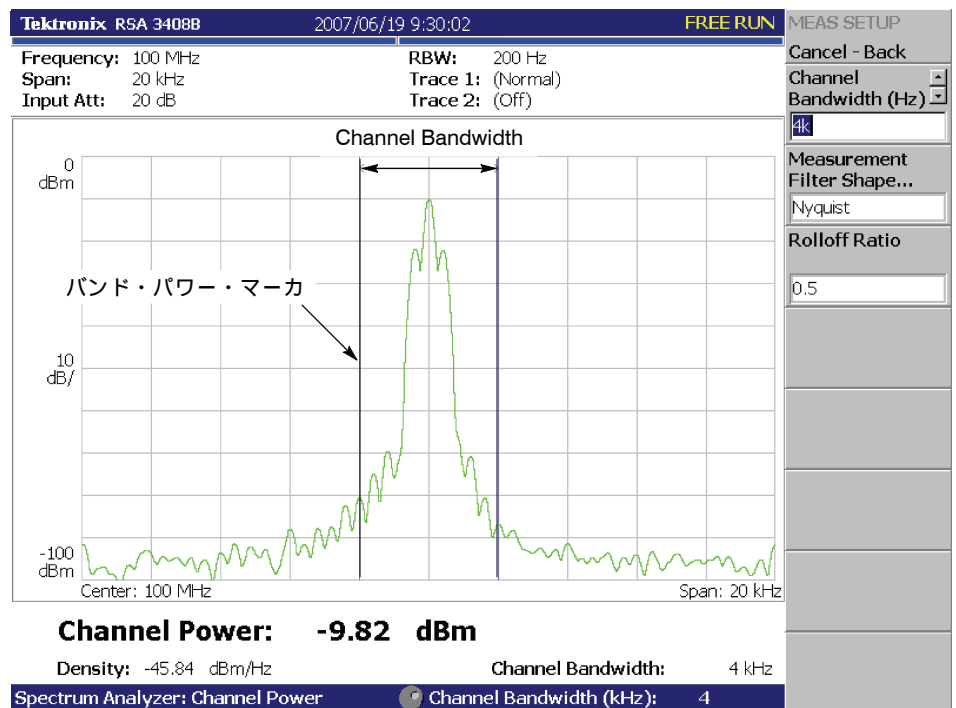 Tektronix RSA 3408B 2007/06/19 9:30:02 FREE RUN
Frequency: 100 MHz RBW: 200 Hz
Span: 20 kHz Trace 1: (Normal)
Input Att: 20 dB Trace 2: (Off)
Channel Bandwidth
0
dBm
バンド・パワー・マーカ
10
dB/
-100
dBm
Center: 100 MHz Span: 20 kHz
Channel Power: -9.82 dBm
Density: -45.84 dBm/Hz Channel Bandwidth: 4 kHz
Spectrum Analyzer: Channel Power Channel Bandwidth (kHz): 4
MEAS SETUP
Cancel - Back
Channel
Bandwidth (Hz)
4k
Measurement
Filter Shape...
Nyquist
Rolloff Ratio
0.5